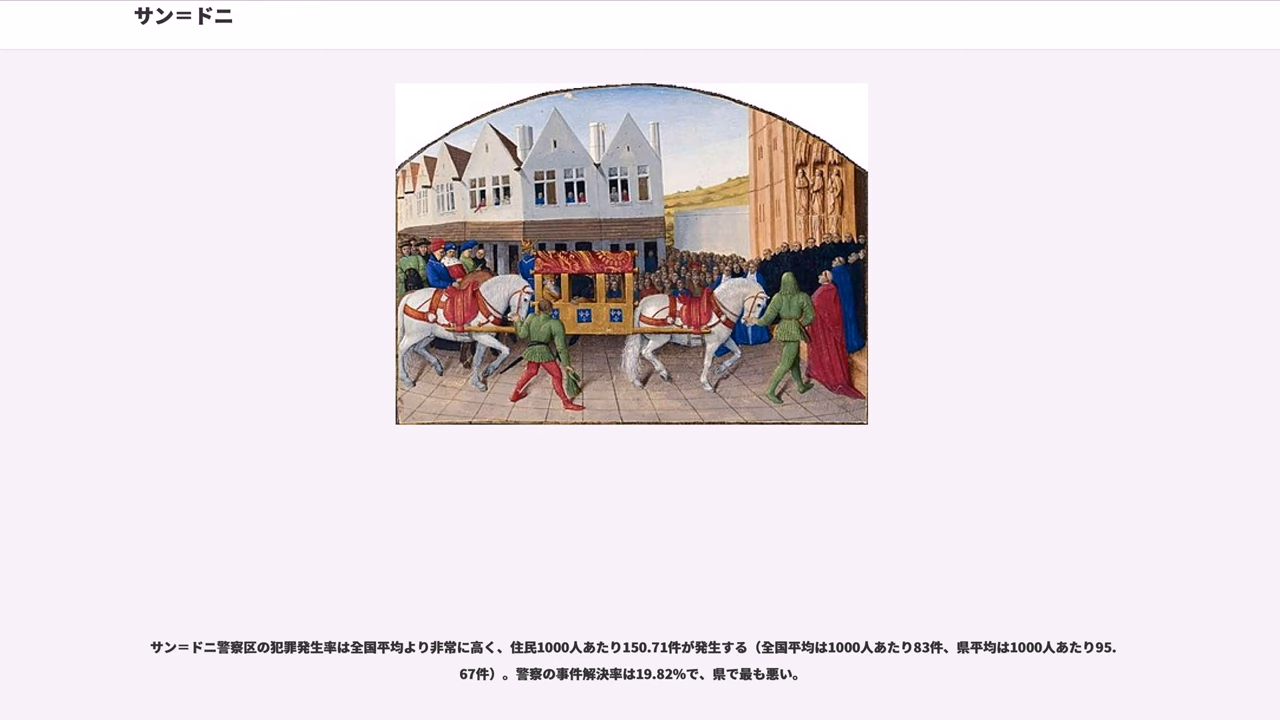 サン＝ドニ
サン＝ドニ警察区の犯罪発生率は全国平均より非常に高く、住民1000人あたり150.71件が発生する（全国平均は1000人あたり83件、県平均は1000人あたり95.
67件）。警察の事件解決率は19.82%で、県で最も悪い。